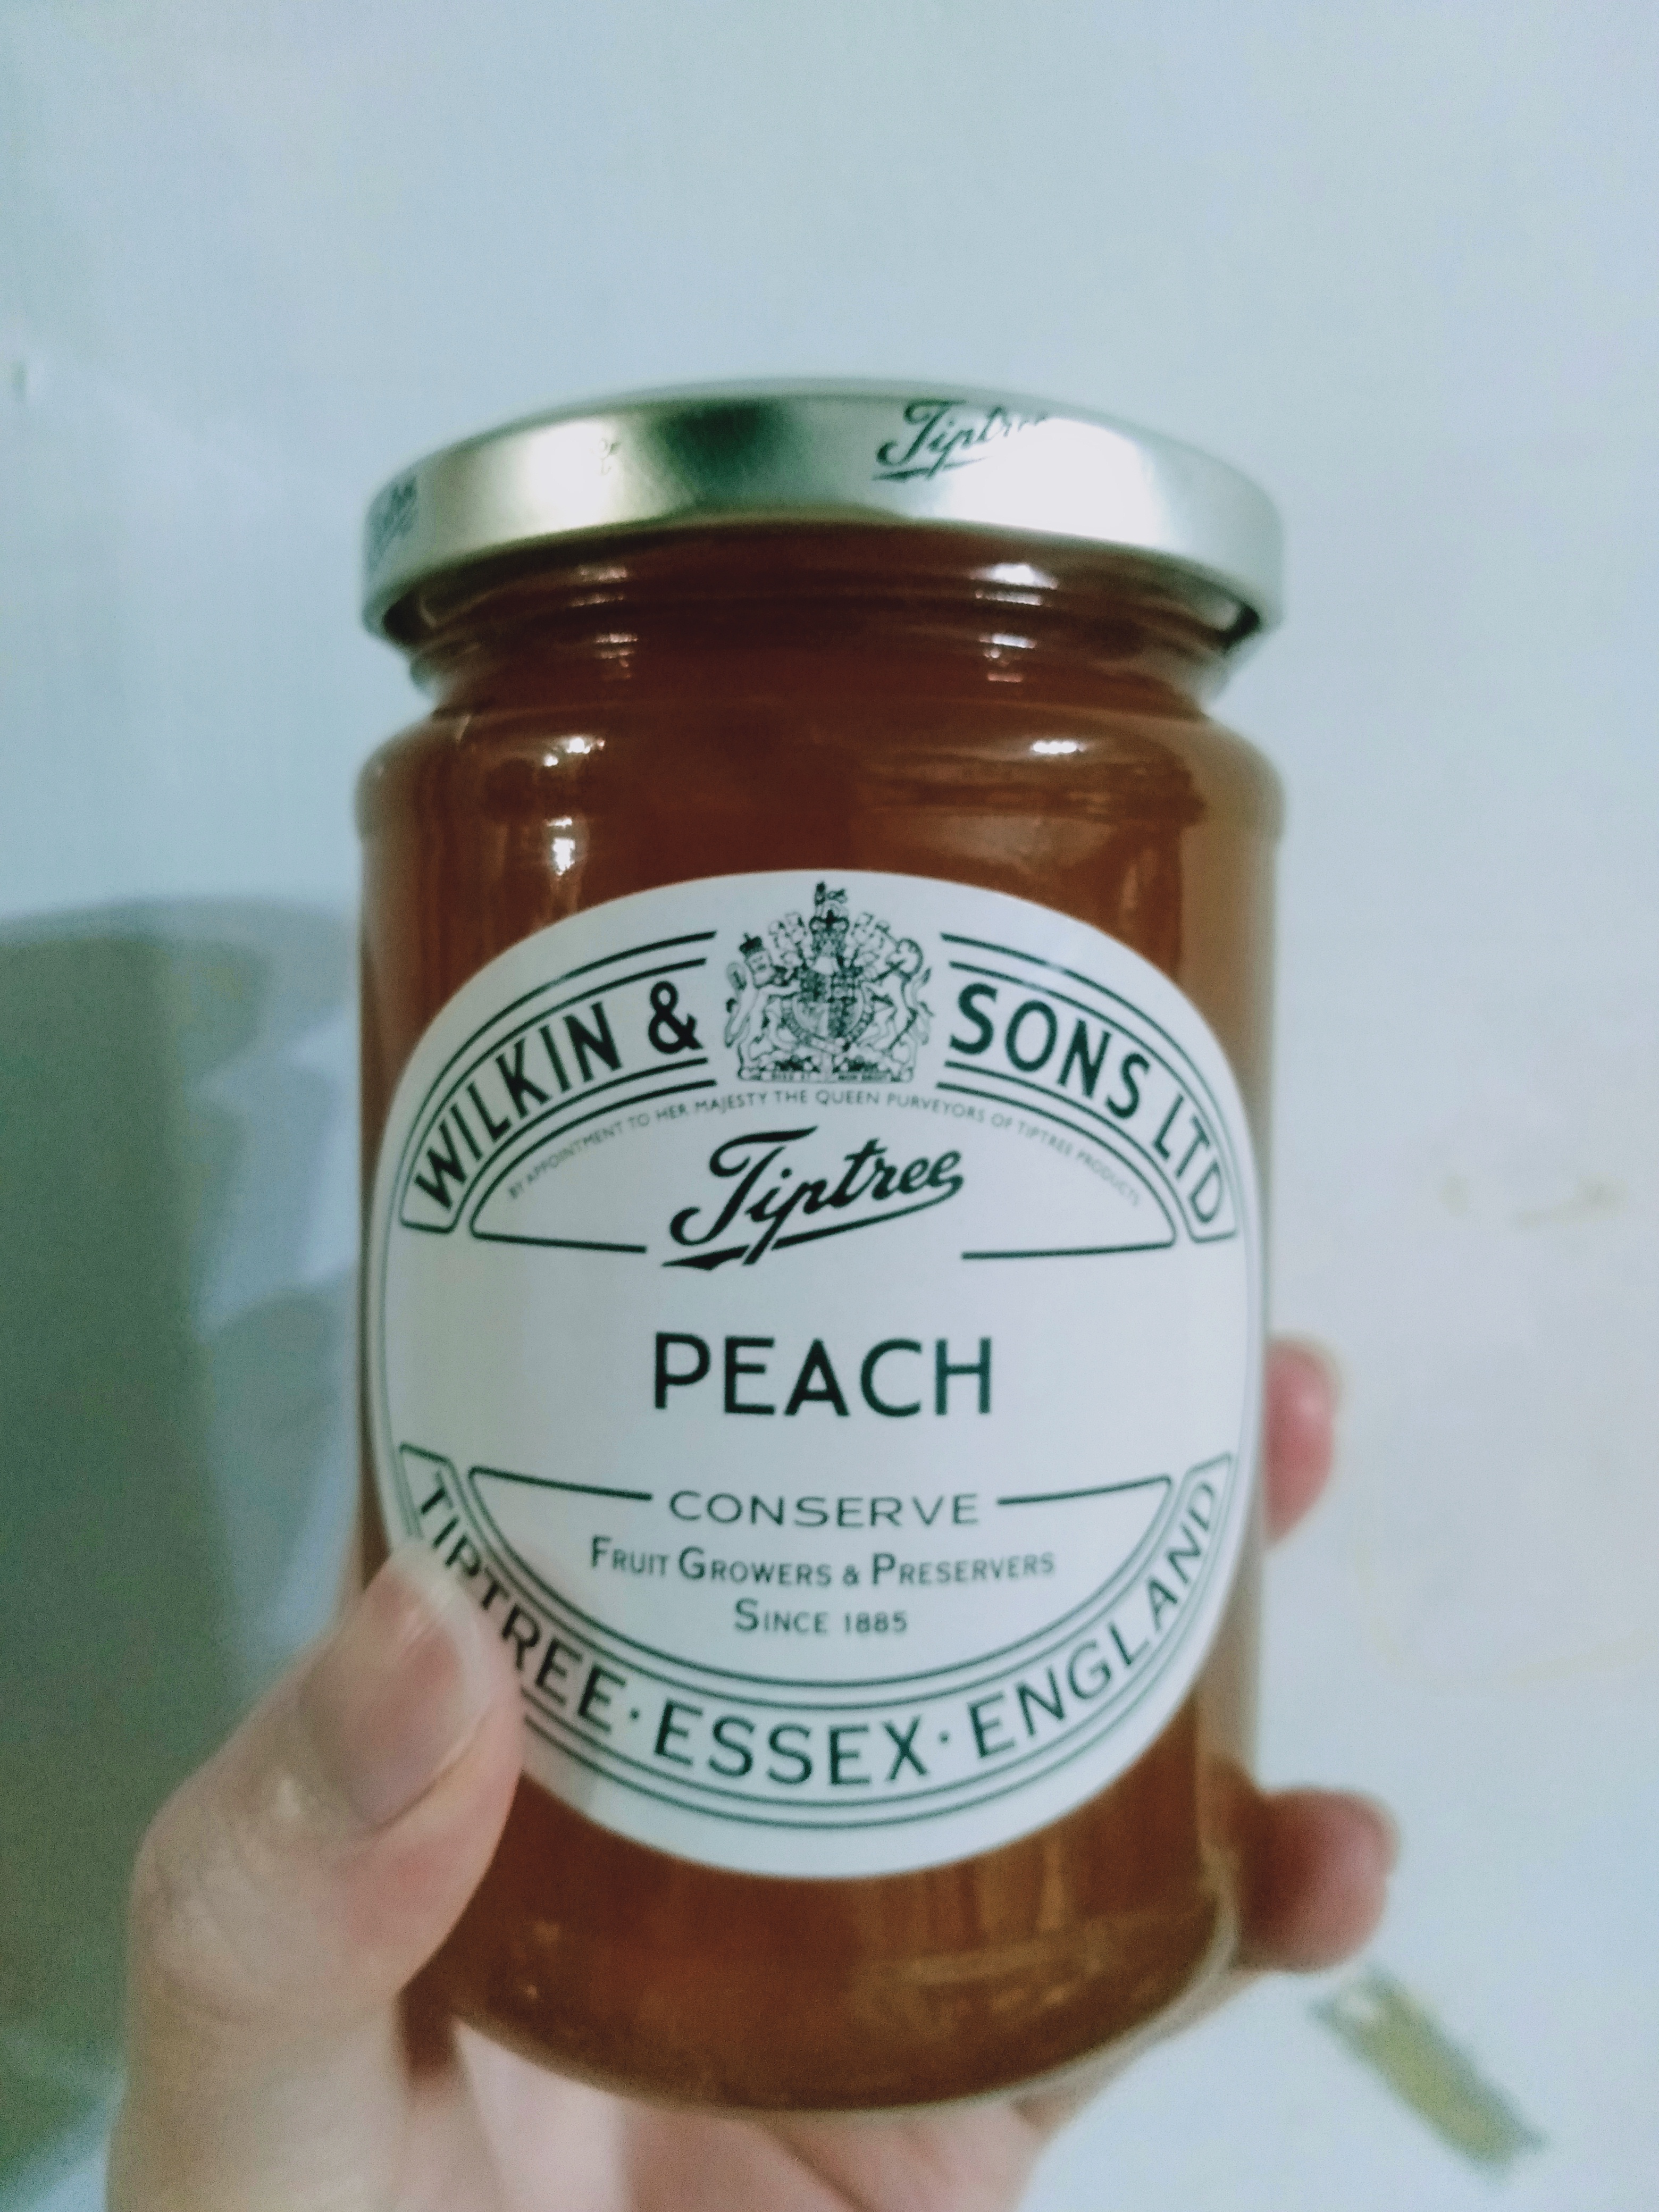 Tiptree
WILKIN & SONS LTD
BY APPOINTMENT TO HER MAJESTY THE QUEEN PURVEYORS OF TIPTREE PRODUCTS
Tiptree
PEACH
CONSERVE
FRUIT GROWERS & PRESERVERS
SINCE 1885
TIPTREE · ESSEX · ENGLAND